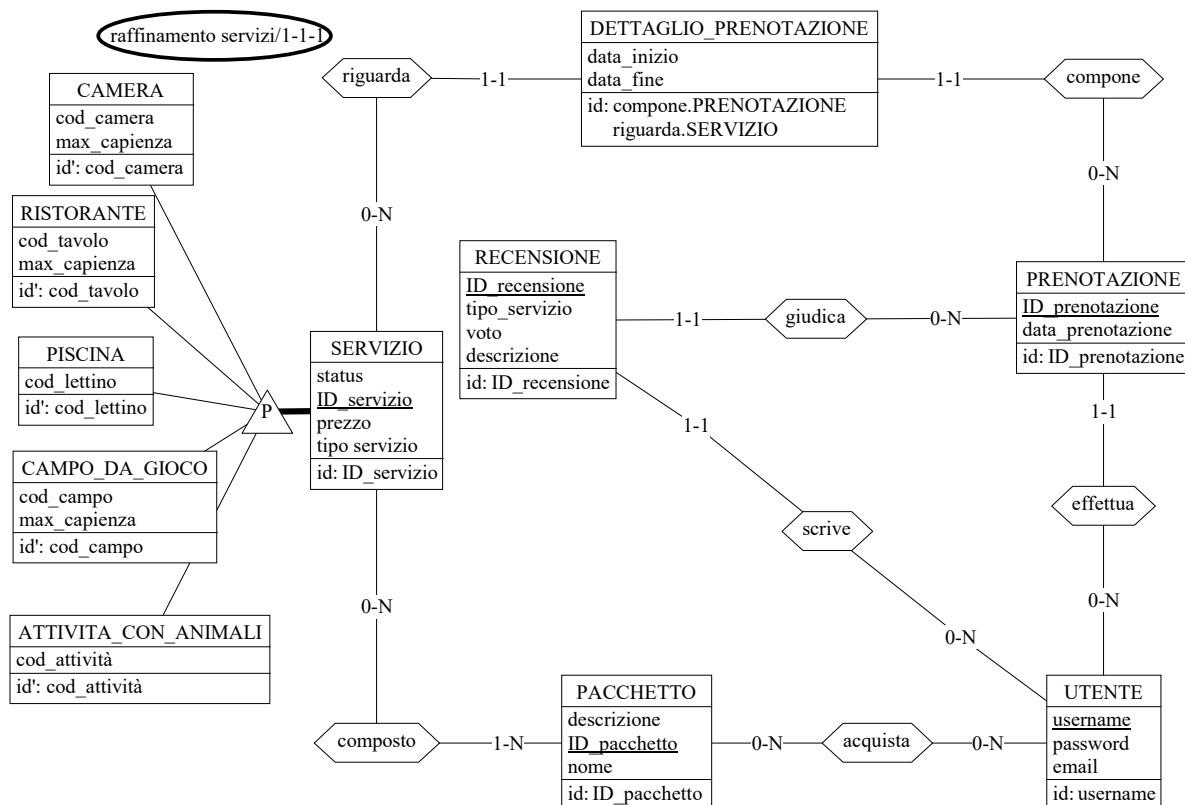 raffinamento servizi/1-1-1
DETTAGLIO_PRENOTAZIONE
data_inizio
data_fine
id: compone.PRENOTAZIONE
riguarda.SERVIZIO
riguarda
1-1
1-1
compone
0-N
0-N
CAMERA
cod_camera
max_capienza
id': cod_camera
RISTORANTE
cod_tavolo
max_capienza
id': cod_tavolo
PISCINA
cod_lettino
id': cod_lettino
CAMPO_DA_GIOCO
cod_campo
max_capienza
id': cod_campo
ATTIVITA_CON_ANIMALI
cod_attività
id': cod_attività
P
SERVIZIO
status
ID_servizio
prezzo
tipo servizio
id: ID_servizio
RECENSIONE
ID_recensione
tipo_servizio
voto
descrizione
id: ID_recensione
1-1
giudica
0-N
PRENOTAZIONE
ID_prenotazione
data_prenotazione
id: ID_prenotazione
1-1
1-1
effettua
scrive
0-N
0-N
0-N
composto
1-N
PACCHETTO
descrizione
ID_pacchetto
nome
id: ID_pacchetto
0-N
acquista
0-N
UTENTE
username
password
email
id: username